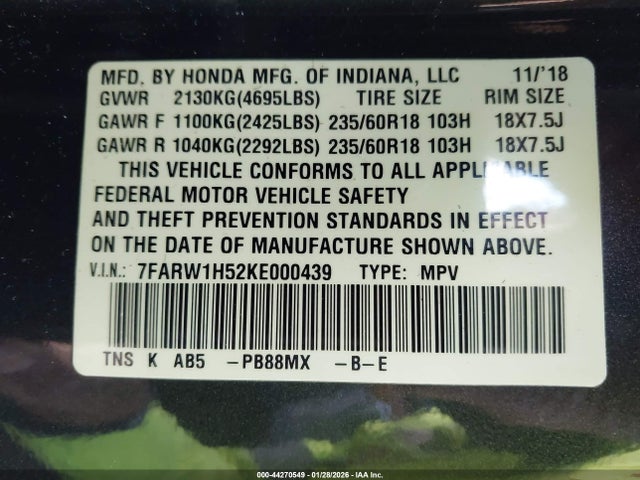 MFD. BY HONDA MFG. OF INDIANA, LLC 11/'18
GVWR 2130KG(4695LBS) TIRE SIZE RIM SIZE
GAWR F 1100KG(2425LBS) 235/60R18 103H 18X7.5J
GAWR R 1040KG(2292LBS) 235/60R18 103H 18X7.5J
THIS VEHICLE CONFORMS TO ALL APPLICABLE
FEDERAL MOTOR VEHICLE SAFETY
AND THEFT PREVENTION STANDARDS IN EFFECT
ON THE DATE OF MANUFACTURE SHOWN ABOVE.
V.I.N.: 7FARW1H52KE000439 TYPE: MPV
TNS K AB5 -PB88MX -B-E
000-44270549 | 01/28/2026 | IAA Inc.